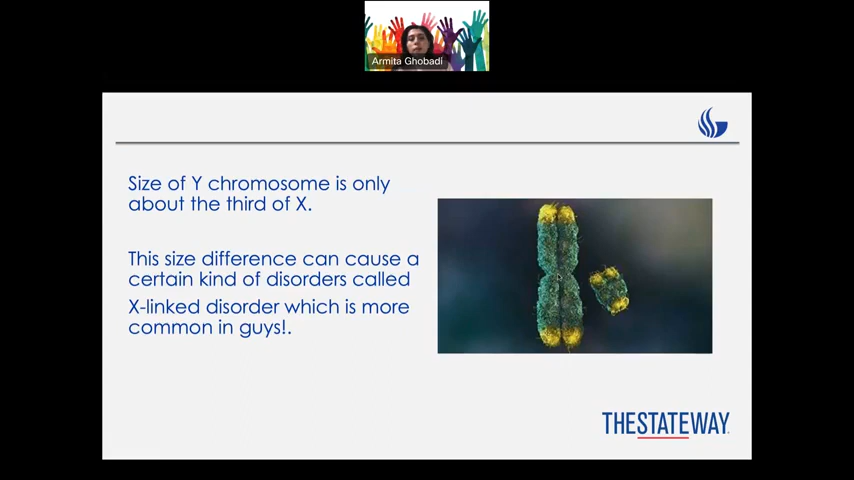 Armita Ghobadi
Size of Y chromosome is only
about the third of X.
This size difference can cause a
certain kind of disorders called
X-linked disorder which is more
common in guys!.
THESTATEWAY.